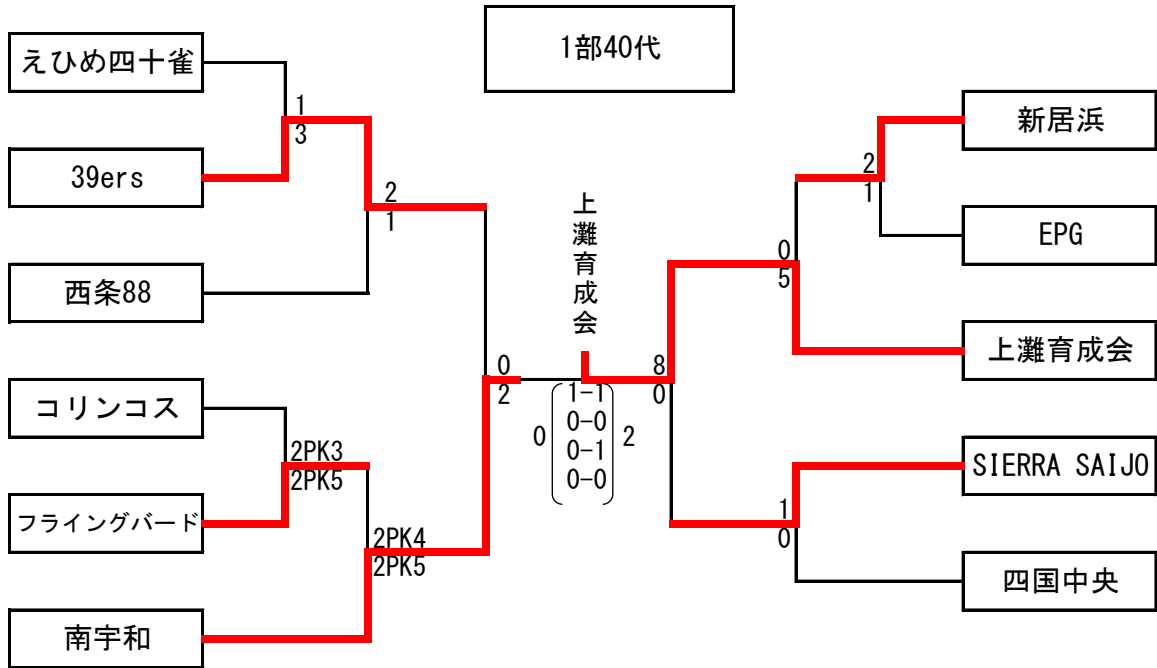 1部40代
えひめ四十雀
39ers
西条88
コリンコス
フライングバード
南宇和
1
3
2
1
2PK3
2PK5
2PK4
2PK5
0
2
上灘育成会
0
1-1
0-0
0-1
0-0
2
8
0
0
5
2
1
1
0
新居浜
EPG
上灘育成会
SIERRA SAIJO
四国中央